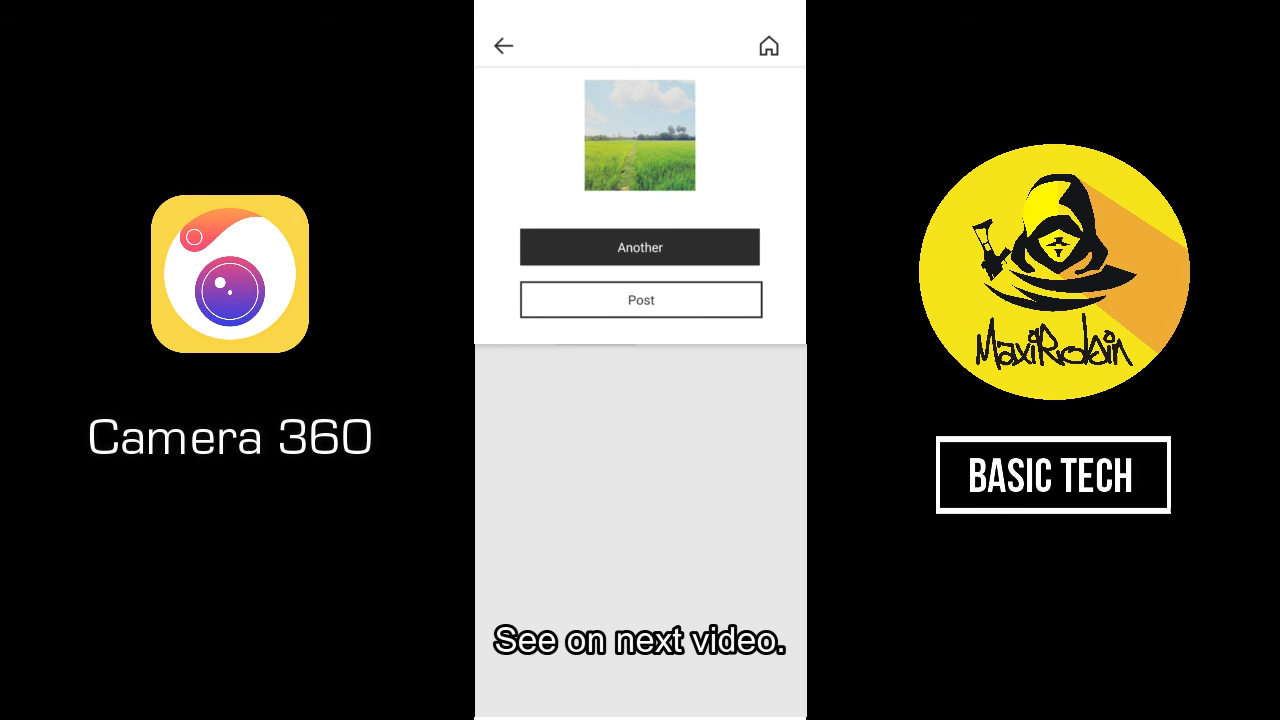 Another
Post
Camera 360
MaxiRobin
BASIC TECH
See on next video.